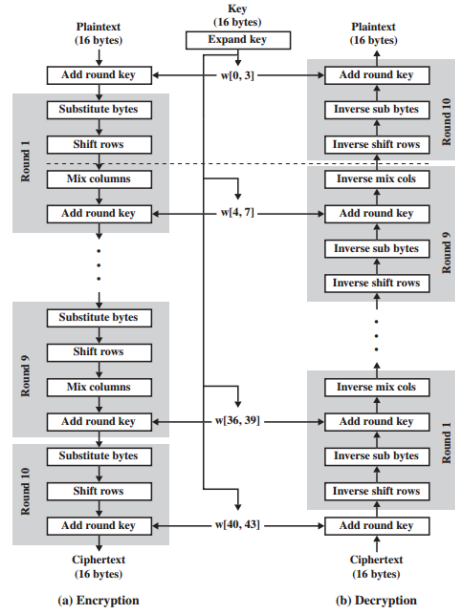 Plaintext
(16 bytes)
Add round key
Round 1
Substitute bytes
Shift rows
Mix columns
Add round key
Round 9
Substitute bytes
Shift rows
Mix columns
Add round key
Round 10
Substitute bytes
Shift rows
Add round key
Ciphertext
(16 bytes)
(a) Encryption
Key
(16 bytes)
Expand key
w[0, 3]
w[4, 7]
w[36, 39]
w[40, 43]
Plaintext
(16 bytes)
Add round key
Inverse sub bytes
Inverse shift rows
Round 10
Inverse mix cols
Add round key
Inverse sub bytes
Inverse shift rows
Round 9
Inverse mix cols
Add round key
Inverse sub bytes
Inverse shift rows
Round 1
Add round key
Ciphertext
(16 bytes)
(b) Decryption